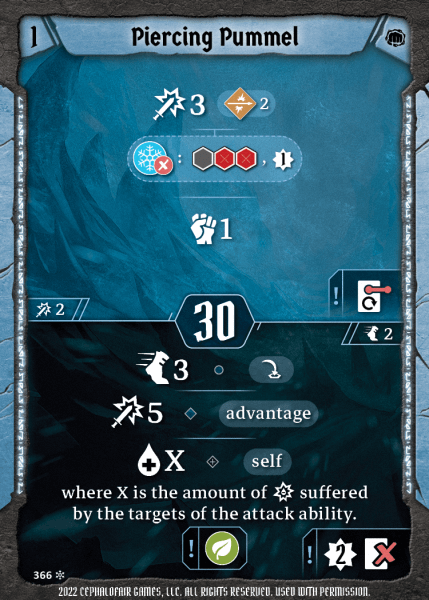 1
Piercing Pummel
3
2
: , 1
1
!
2
30
2
3
5 advantage
X self
where X is the amount of suffered
by the targets of the attack ability.
! ! 2
366
2022 CEPHALOFAIR GAMES, LLC. ALL RIGHTS RESERVED. USED WITH PERMISSION.